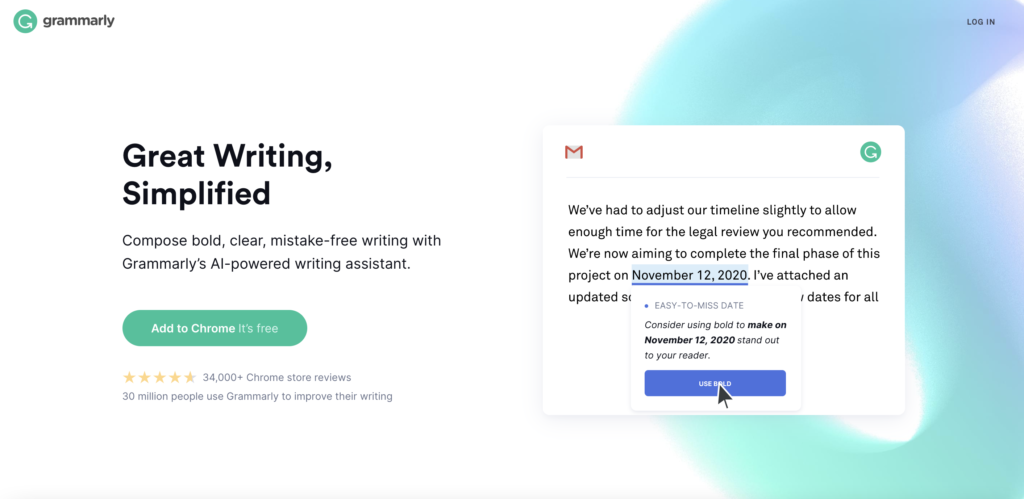 grammarly
LOG IN
Great Writing,
Simplified
Compose bold, clear, mistake-free writing with
Grammarly’s AI-powered writing assistant.
Add to Chrome It’s free
34,000+ Chrome store reviews
30 million people use Grammarly to improve their writing
We’ve had to adjust our timeline slightly to allow
enough time for the legal review you recommended.
We’re now aiming to complete the final phase of this
project on November 12, 2020. I’ve attached an
updated dates for all
EASY-TO-MISS DATE
Consider using bold to make on
November 12, 2020 stand out
to your reader.
USE BOLD